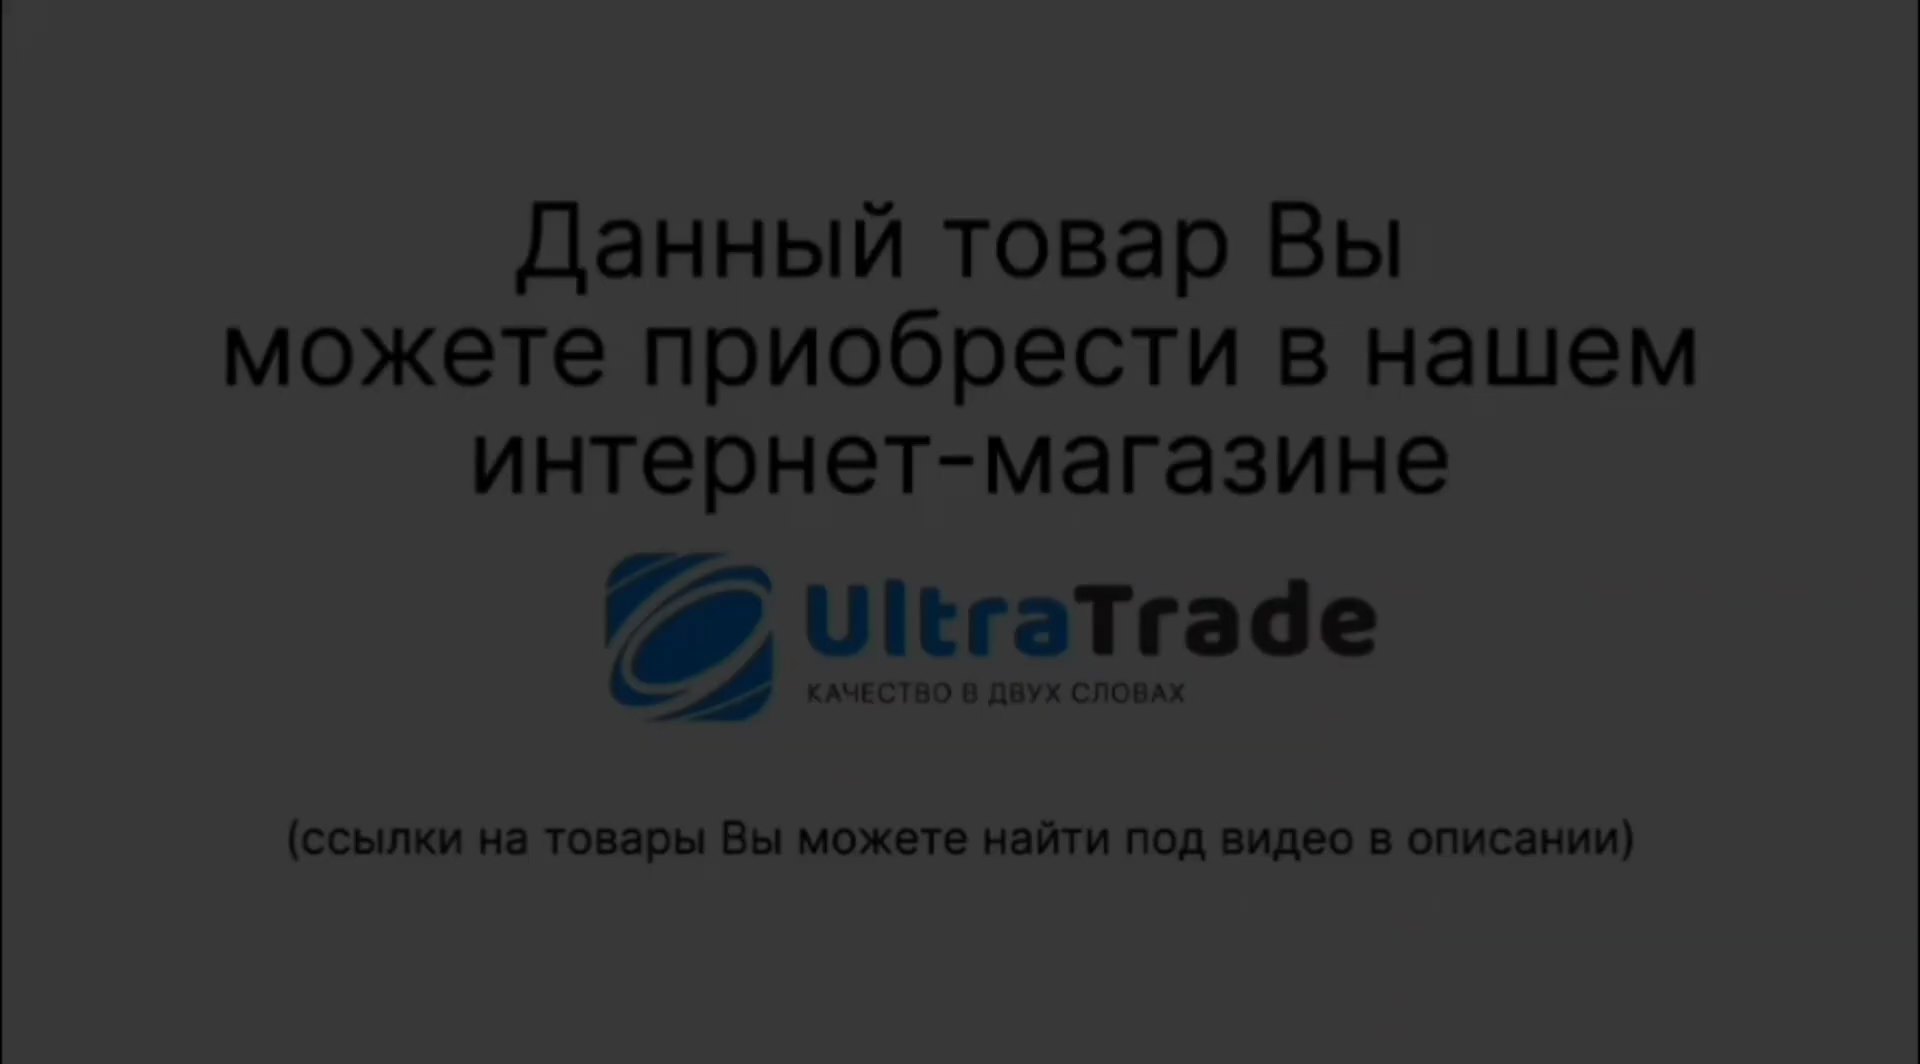 Данный товар Вы
можете приобрести в нашем
интернет-магазине
UltraTrade
КАЧЕСТВО В ДВУХ СЛОВАХ
(ссылки на товары Вы можете найти под видео в описании)